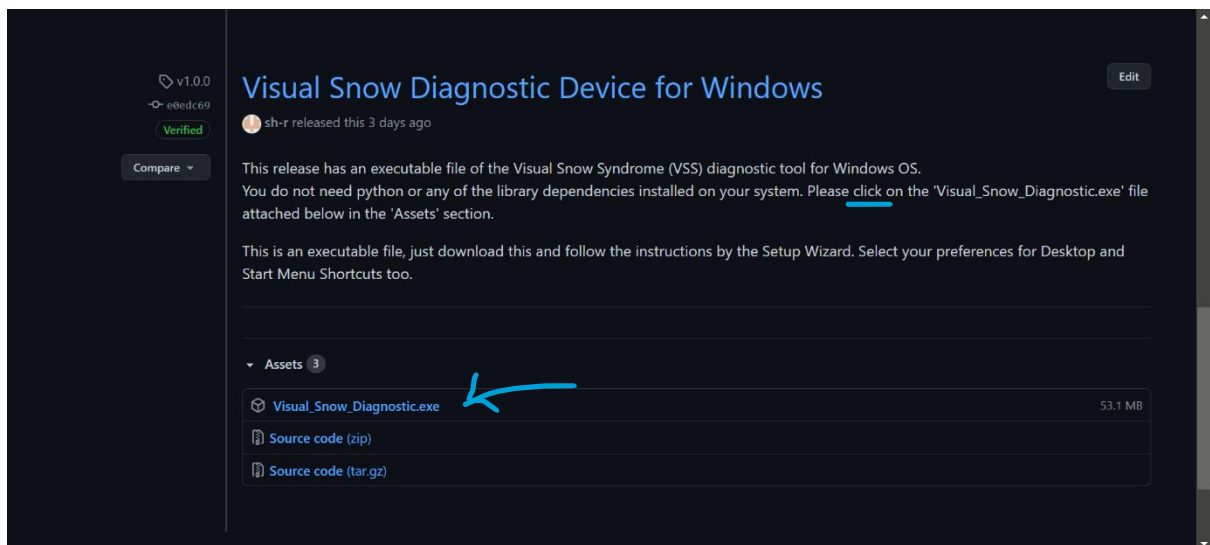 v1.0.0
e0edc69
Verified
Compare
Visual Snow Diagnostic Device for Windows
Edit
sh-r released this 3 days ago
This release has an executable file of the Visual Snow Syndrome (VSS) diagnostic tool for Windows OS.
You do not need python or any of the library dependencies installed on your system. Please click on the 'Visual_Snow_Diagnostic.exe' file
attached below in the 'Assets' section.
This is an executable file, just download this and follow the instructions by the Setup Wizard. Select your preferences for Desktop and
Start Menu Shortcuts too.
Assets 3
Visual_Snow_Diagnostic.exe 53.1 MB
Source code (zip)
Source code (tar.gz)